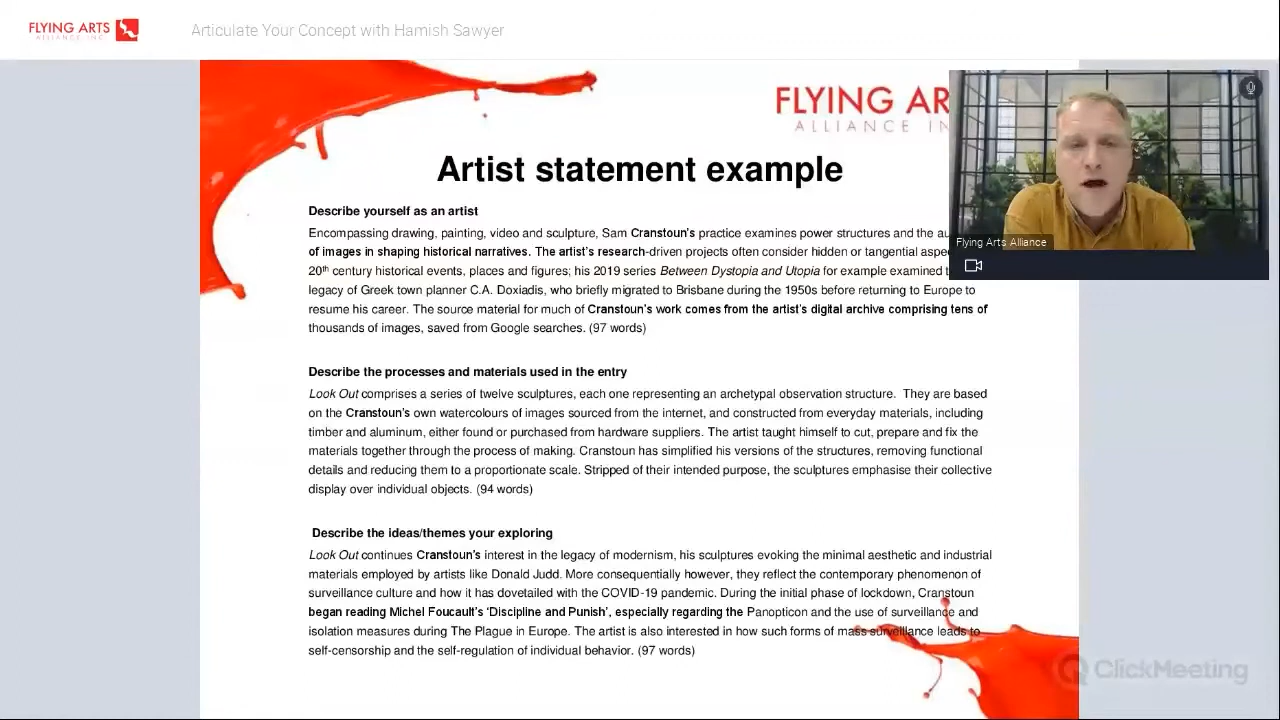 FLYING ARTS
ALLIANCE INC
Articulate Your Concept with Hamish Sawyer
FLYING AR
ALLIANCE IN
Artist statement example
Flying Arts Alliance
Describe yourself as an artist
Encompassing drawing, painting, video and sculpture, Sam Cranstoun's practice examines power structures and the
of images in shaping historical narratives. The artist's research-driven projects often consider hidden or tangential
20th century historical events, places and figures; his 2019 series Between Dystopia and Utopia for example examined
legacy of Greek town planner C.A. Doxiadis, who briefly migrated to Brisbane during the 1950s before returning to Europe to
resume his career. The source material for much of Cranstoun's work comes from the artist's digital archive comprising tens of
thousands of images, saved from Google searches. (97 words)
Describe the processes and materials used in the entry
Look Out comprises a series of twelve sculptures, each one representing an archetypal observation structure. They are based
on the Cranstoun's own watercolours of images sourced from the internet, and constructed from everyday materials, including
timber and aluminum, either found or purchased from hardware suppliers. The artist taught himself to cut, prepare and fix the
materials together through the process of making. Cranstoun has simplified his versions of the structures, removing functional
details and reducing them to a proportionate scale. Stripped of their intended purpose, the sculptures emphasise their collective
display over individual objects. (94 words)
Describe the ideas/themes your exploring
Look Out continues Cranstoun's interest in the legacy of modernism, his sculptures evoking the minimal aesthetic and industrial
materials employed by artists like Donald Judd. More consequentially however, they reflect the contemporary phenomenon of
surveillance culture and how it has dovetailed with the COVID-19 pandemic. During the initial phase of lockdown, Cranstoun
began reading Michel Foucault's 'Discipline and Punish', especially regarding the Panopticon and the use of surveillance and
isolation measures during The Plague in Europe. The artist is also interested in how such forms of mass surveillance leads to
self-censorship and the self-regulation of individual behavior. (97 words)
ClickMeeting